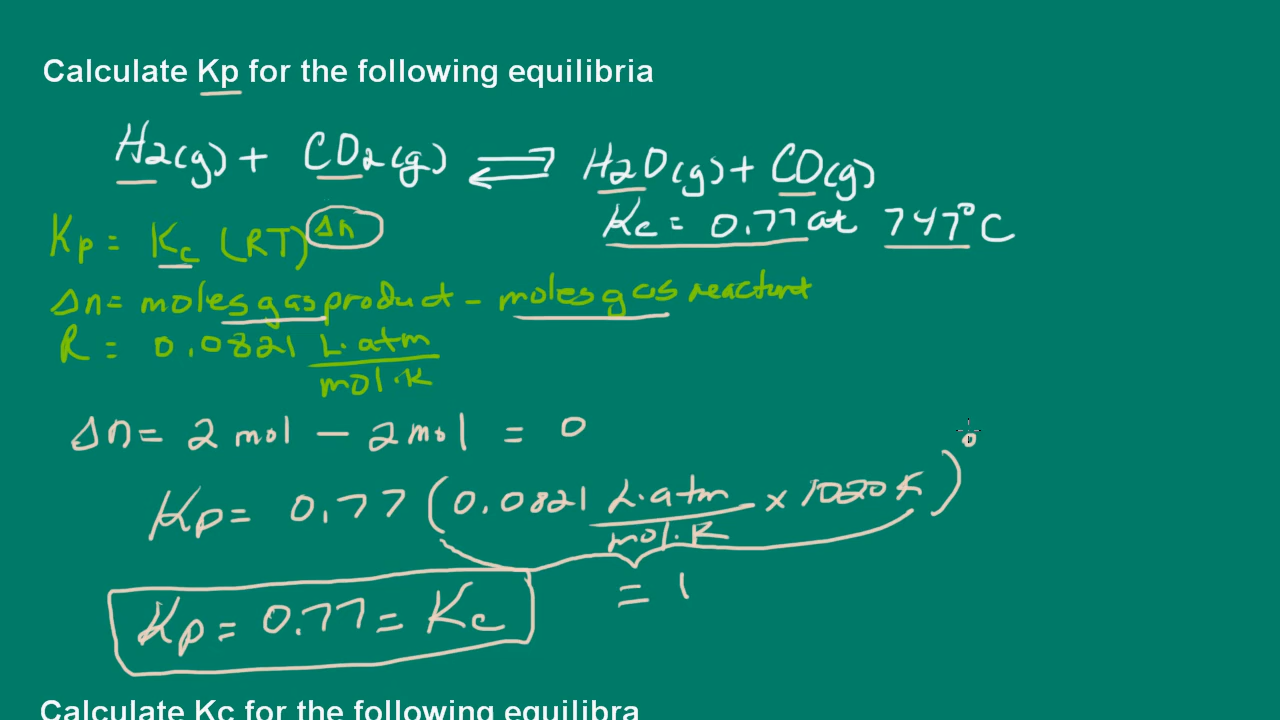 Calculate Kp for the following equilibria
H2(g) + CO2(g) ⇌ H2O(g) + CO(g)
Kc = 0.77 at 747°C
Kp = Kc (RT)^Δn
Δn = moles gas product - moles gas reactant
R = 0.0821 L.atm/mol.K
Δn = 2 mol - 2 mol = 0
Kp = 0.77 (0.0821 L.atm/mol.K x 1020 K)^0
= 1
Kp = 0.77 = Kc
Calculate Kc for the following equilibra